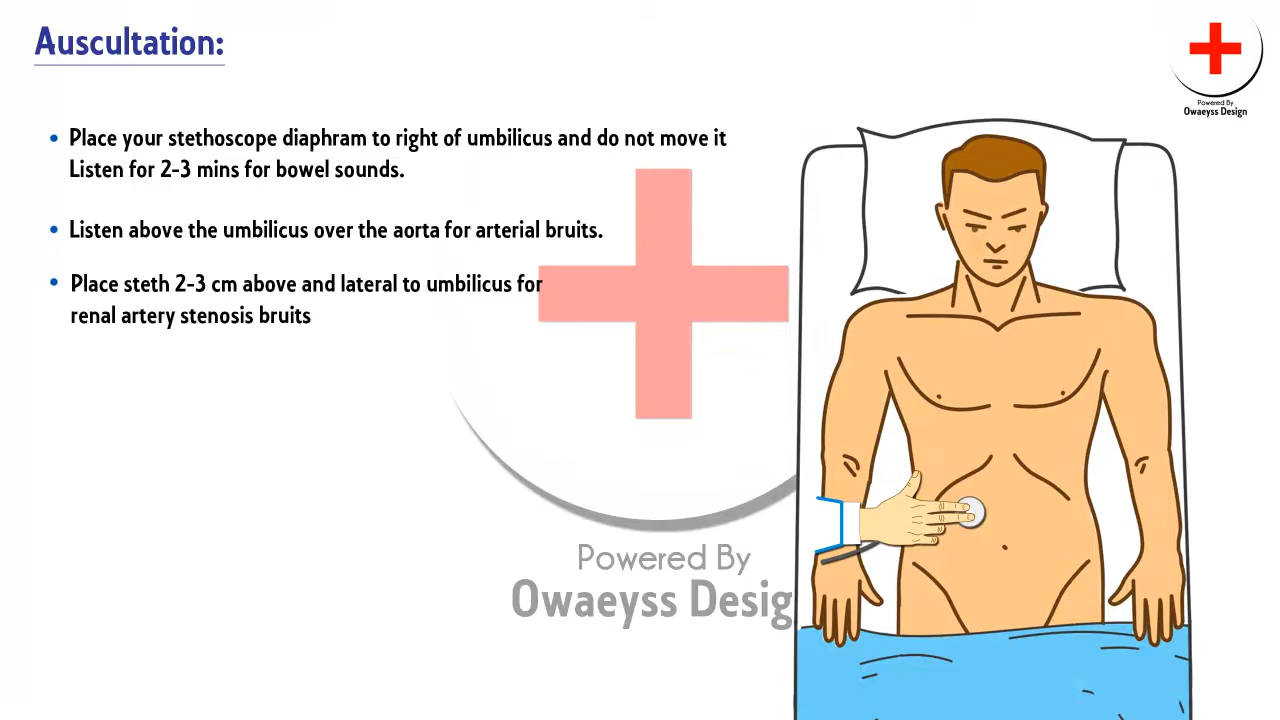 Auscultation:
Powered By
Owaeyss Design
• Place your stethoscope diaphram to right of umbilicus and do not move it
Listen for 2-3 mins for bowel sounds.
• Listen above the umbilicus over the aorta for arterial bruits.
• Place steth 2-3 cm above and lateral to umbilicus for
renal artery stenosis bruits
Powered By
Owaeyss Desig